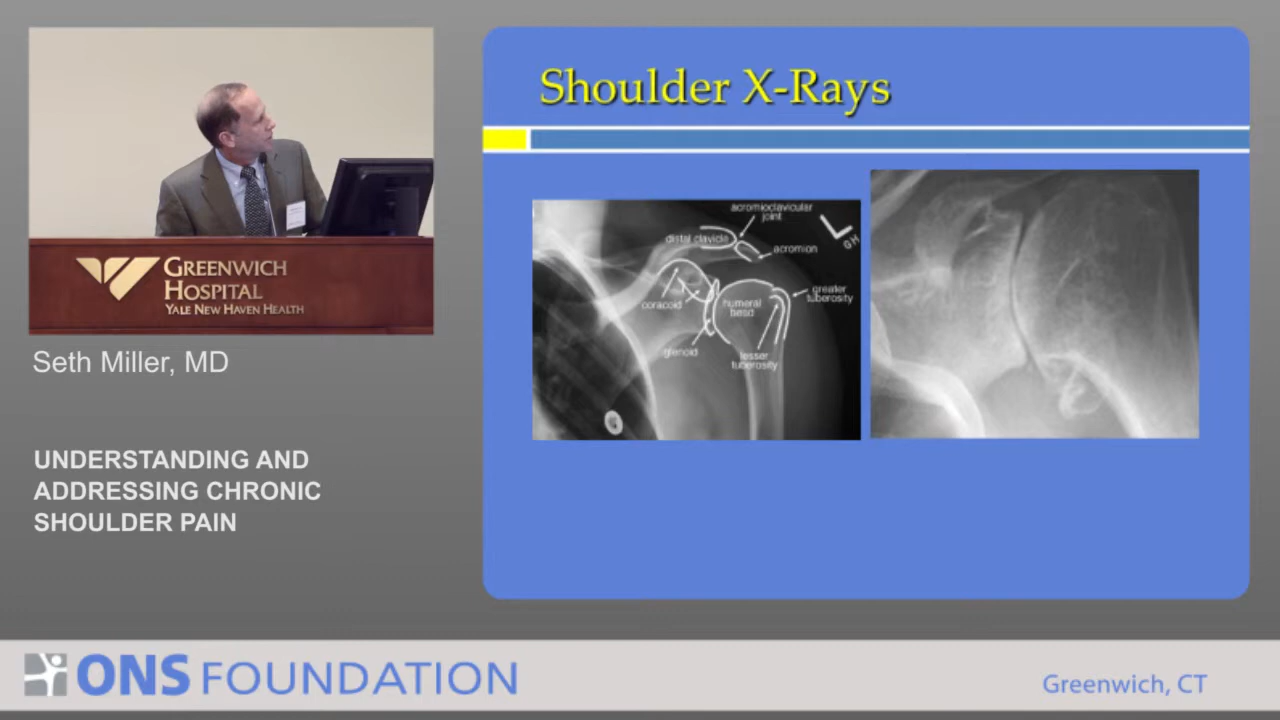 Shoulder X-Rays
acromioclavicular
joint
distal clavicle
acromion
GH
coracoid
humeral
head
greater
tuberosity
glenoid
lesser
tuberosity
GREENWICH
HOSPITAL
YALE NEW HAVEN HEALTH
Seth Miller, MD
UNDERSTANDING AND
ADDRESSING CHRONIC
SHOULDER PAIN
ONS FOUNDATION
Greenwich, CT